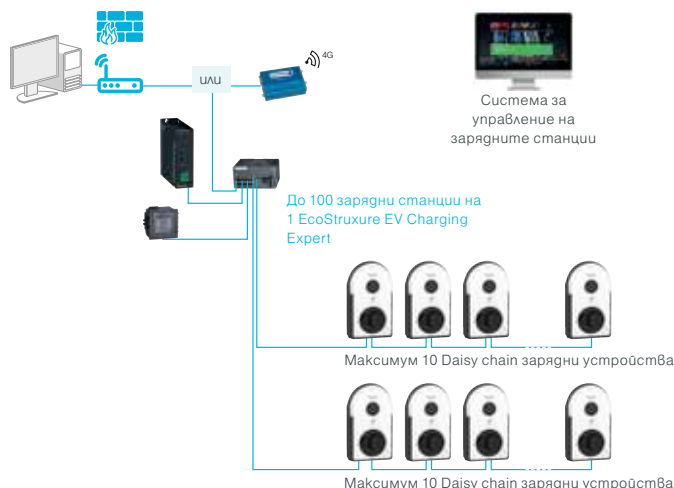 или
4G
Система за
управление на
зарядните станции
До 100 зарядни станции на
1 EcoStruxure EV Charging
Expert
Максимум 10 Daisy chain зарядни устройства
Максимум 10 Daisy chain зарядни устройства